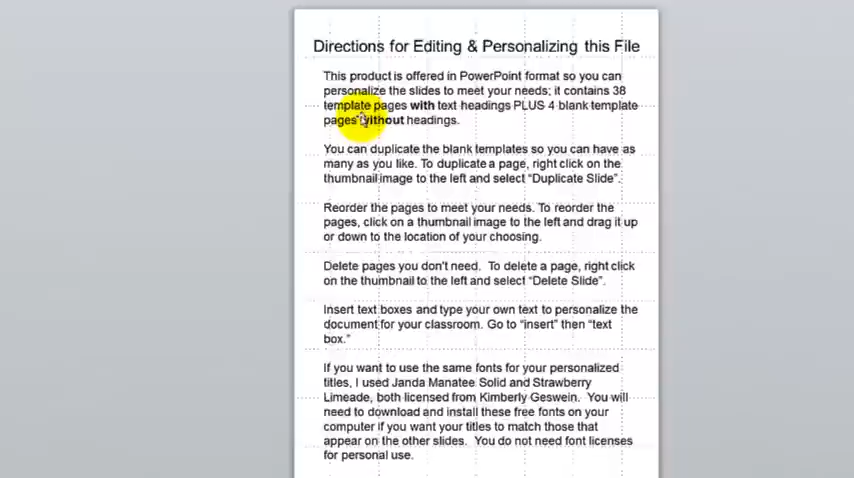 Directions for Editing & Personalizing this File
This product is offered in PowerPoint format so you can
personalize the slides to meet your needs; it contains 38
template pages with text headings PLUS 4 blank template
pages without headings.
You can duplicate the blank templates so you can have as
many as you like. To duplicate a page, right click on the
thumbnail image to the left and select “Duplicate Slide”.
Reorder the pages to meet your needs. To reorder the
pages, click on a thumbnail image to the left and drag it up
or down to the location of your choosing.
Delete pages you don't need. To delete a page, right click
on the thumbnail to the left and select “Delete Slide”.
Insert text boxes and type your own text to personalize the
document for your classroom. Go to “insert” then “text
box.”
If you want to use the same fonts for your personalized
titles, I used Janda Manatee Solid and Strawberry
Limeade, both licensed from Kimberly Geswein. You will
need to download and install these free fonts on your
computer if you want your titles to match those that
appear on the other slides. You do not need font licenses
for personal use.